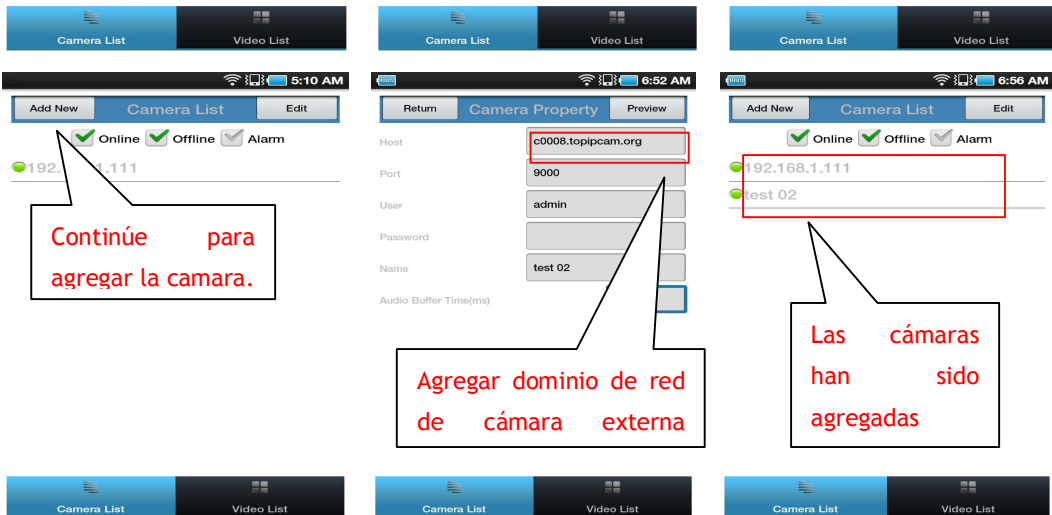 Camera List
Video List
Camera List
Video List
Camera List
Video List
5:10 AM
Add New
Camera List
Edit
Online
Offline
Alarm
192.
1.111
Continúe para
agregar la camara.
6:52 AM
Return
Camera Property
Preview
Host
c0008.topipcam.org
Port
9000
User
admin
Password
Name
test 02
Audio Buffer Time(ms)
Agregar dominio de red
de cámara externa
6:56 AM
Add New
Camera List
Edit
Online
Offline
Alarm
192.168.1.111
test 02
Las cámaras
han sido
agregadas
Camera List
Video List
Camera List
Video List
Camera List
Video List